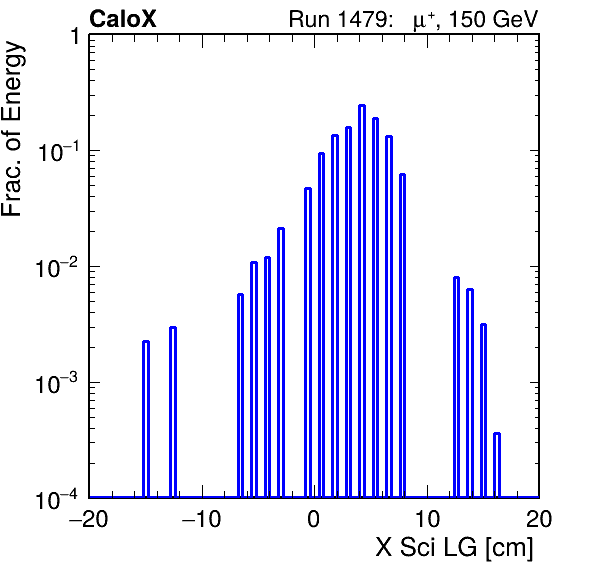 CaloX Run 1479: μ⁺, 150 GeV
Frac. of Energy
1
10⁻¹
10⁻²
10⁻³
10⁻⁴
−20 −10 0 10 20
X Sci LG [cm]